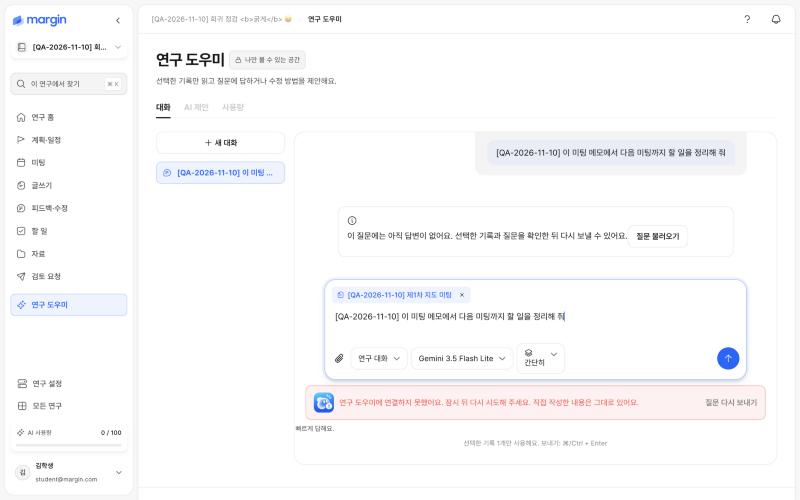 margin
[QA-2026-11-10] 회귀 점검 <b>굵게</b> 😀
연구 도우미
[QA-2026-11-10] 회...
이 연구에서 찾기
⌘ K
연구 홈
계획·일정
미팅
글쓰기
피드백·수정
할 일
자료
검토 요청
연구 도우미
연구 설정
모든 연구
AI 사용량
0 / 100
김
김학생
student@margin.com
연구 도우미
나만 볼 수 있는 공간
선택한 기록만 읽고 질문에 답하거나 수정 방법을 제안해요.
대화
AI 제안
사용량
+ 새 대화
[QA-2026-11-10] 이 미팅 ...
[QA-2026-11-10] 이 미팅 메모에서 다음 미팅까지 할 일을 정리해 줘
이 질문에는 아직 답변이 없어요. 선택한 기록과 질문을 확인한 뒤 다시 보낼 수 있어요.
질문 불러오기
[QA-2026-11-10] 제1차 지도 미팅 ×
[QA-2026-11-10] 이 미팅 메모에서 다음 미팅까지 할 일을 정리해 줘
연구 대화
Gemini 3.5 Flash Lite
간단히
연구 도우미에 연결하지 못했어요. 잠시 뒤 다시 시도해 주세요. 직접 작성한 내용은 그대로 있어요.
질문 다시 보내기
빠르게 답해요.
선택한 기록 1개만 사용해요. 보내기: ⌘/Ctrl + Enter